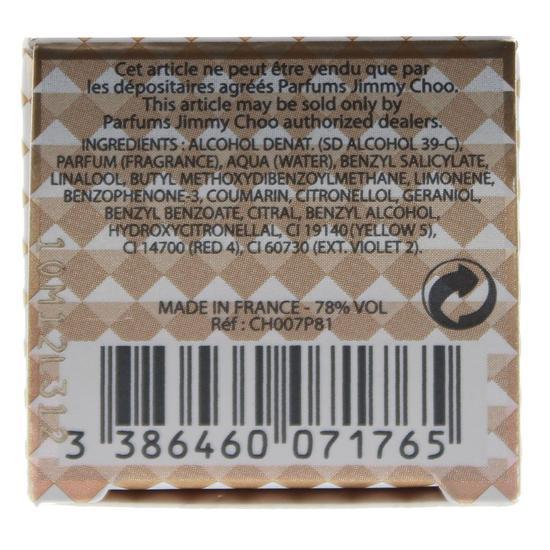 Cet article ne peut être vendu que par
les dépositaires agréés Parfums Jimmy Choo.
This article may be sold only by
Parfums Jimmy Choo authorized dealers.
INGREDIENTS : ALCOHOL DENAT. (SD ALCOHOL 39-C),
PARFUM (FRAGRANCE), AQUA (WATER), BENZYL SALICYLATE,
LINALOOL, BUTYL METHOXYDIBENZOYLMETHANE, LIMONENE,
BENZOPHENONE-3, COUMARIN, CITRONELLOL, GERANIOL,
BENZYL BENZOATE, CITRAL, BENZYL ALCOHOL,
HYDROXYCITRONELLAL, CI 19140 (YELLOW 5),
CI 14700 (RED 4), CI 60730 (EXT. VIOLET 2).
MADE IN FRANCE - 78% VOL
Réf : CH007P81
3 386460 071765